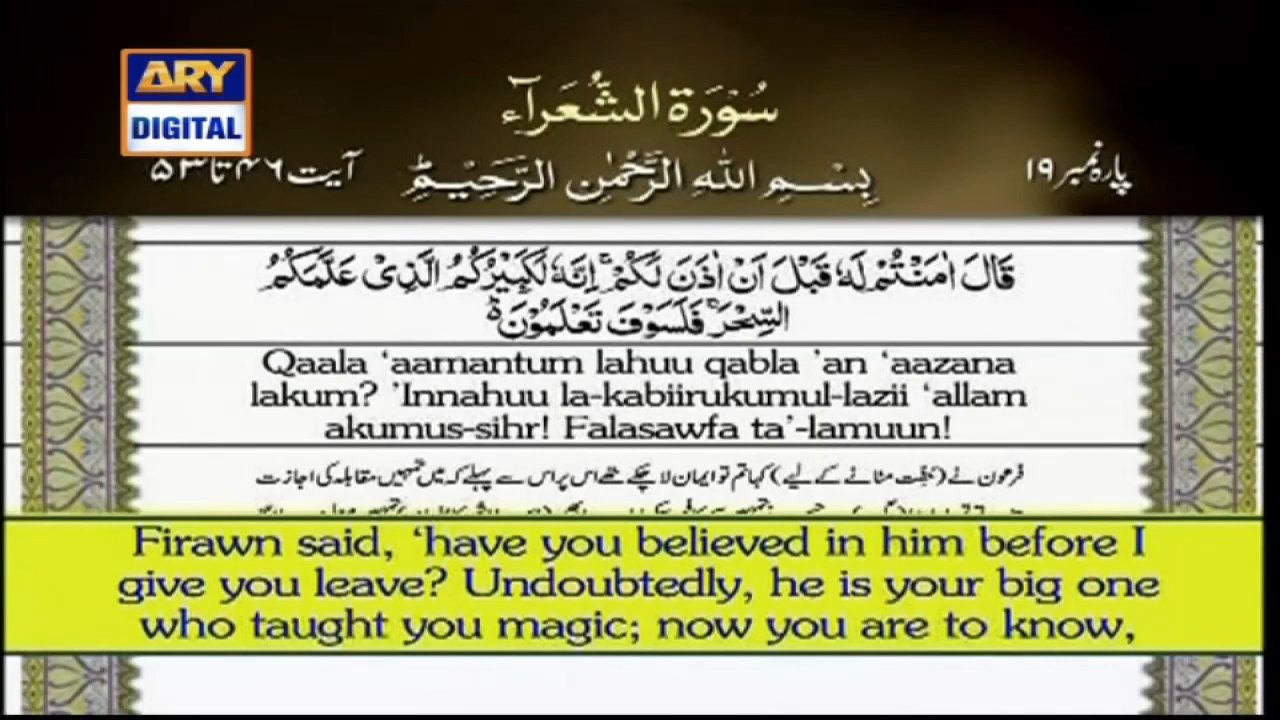 ARY
DIGITAL
سُوْرَۃُ الشُّعَرَآء
پارہ نمبر ۱۹
بِسْمِ اللّٰهِ الرَّحْمٰنِ الرَّحِيْمِ
آیت ۴۶ تا ۵۳
قَالَ اٰمَنْتُمْ لَهٗ قَبْلَ اَنْ اٰذَنَ لَكُمْ ۚ اِنَّهٗ لَكَبِيْرُكُمُ الَّذِیْ عَلَّمَكُمُ
السِّحْرَ ۚ فَلَسَوْفَ تَعْلَمُوْنَ ؕ۬
Qaala ‘aamantum lahuu qabla ’an ‘aazana
lakum? ’Innahuu la-kabiirukumul-lazii ‘allam
akumus-sihr! Falasawfa ta’-lamuun!
فرعون نے (خِفّت مٹانے کے لیے) کہا تم تو ایمان لا چکے تھے اس پر اس سے پہلے کہ میں تمہیں مقابلہ کی اجازت
Firawn said, ‘have you believed in him before I
give you leave? Undoubtedly, he is your big one
who taught you magic; now you are to know,